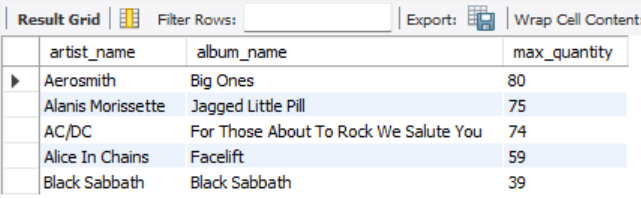 Result Grid Filter Rows: Export: Wrap Cell Content:
artist_name album_name max_quantity
Aerosmith Big Ones 80
Alanis Morissette Jagged Little Pill 75
AC/DC For Those About To Rock We Salute You 74
Alice In Chains Facelift 59
Black Sabbath Black Sabbath 39